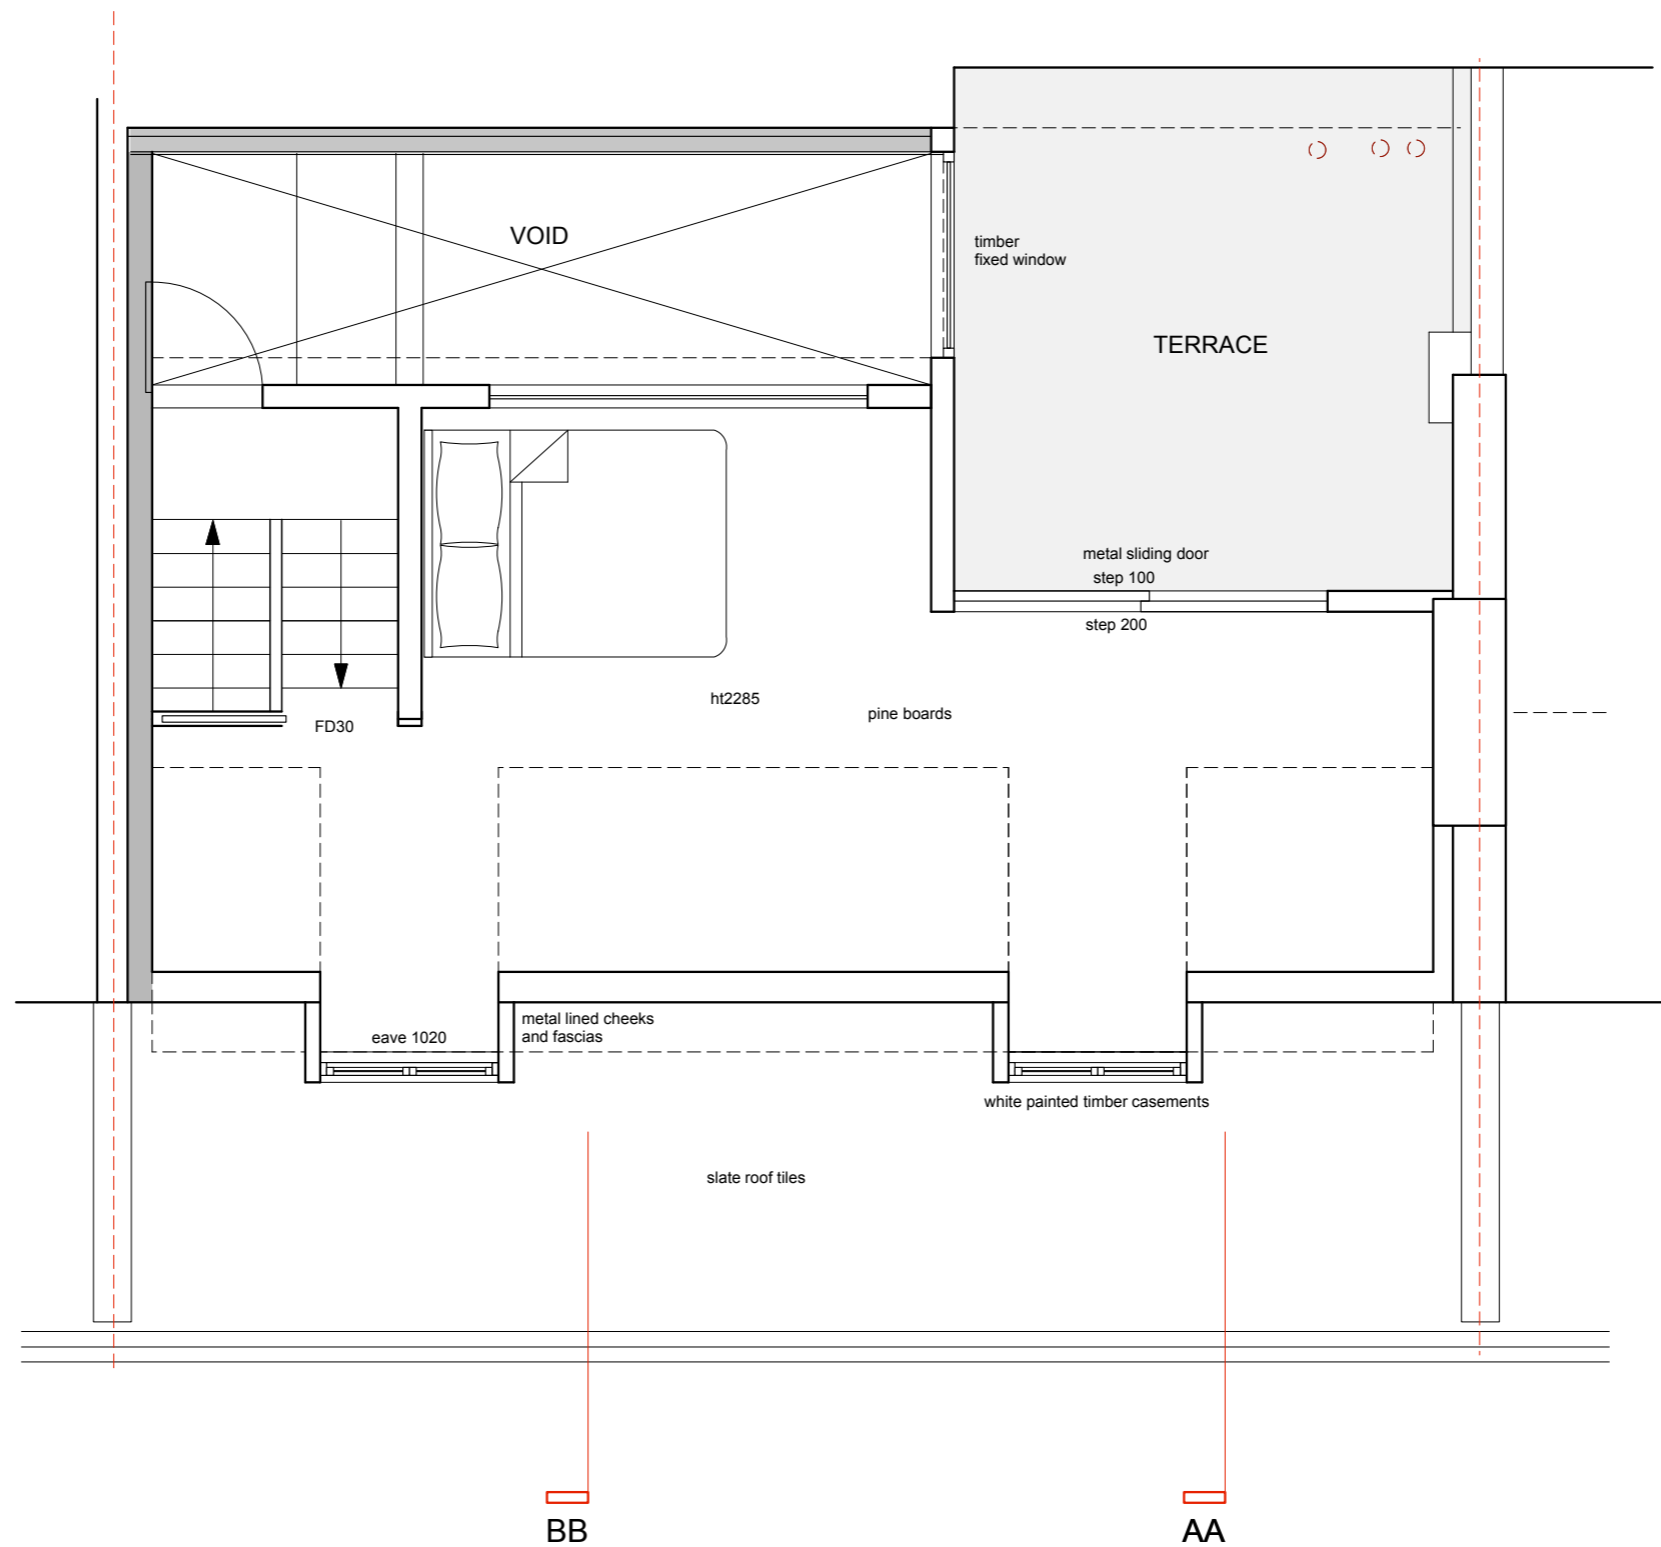 VOID
timber
fixed window
TERRACE
metal sliding door
step 100
step 200
ht2285
pine boards
FD30
metal lined cheeks
and fascias
eave 1020
white painted timber casements
slate roof tiles
BB
AA